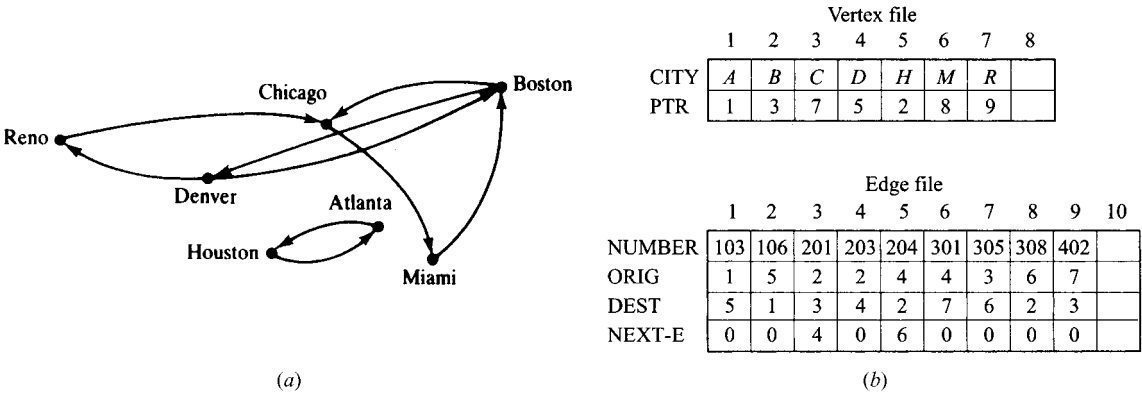 Chicago
Boston
Reno
Denver
Atlanta
Houston
Miami
(a)
Vertex file
1 2 3 4 5 6 7 8
CITY A B C D H M R
PTR 1 3 7 5 2 8 9
Edge file
1 2 3 4 5 6 7 8 9 10
NUMBER 103 106 201 203 204 301 305 308 402
ORIG 1 5 2 2 4 4 3 6 7
DEST 5 1 3 4 2 7 6 2 3
NEXT-E 0 0 4 0 6 0 0 0 0
(b)